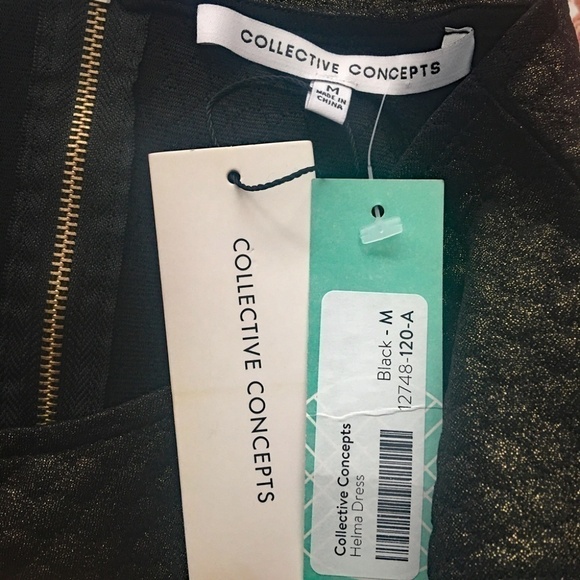 COLLECTIVE CONCEPTS
M
MADE IN
CHINA
COLLECTIVE CONCEPTS
Collective Concepts
Helma Dress
Black - M
12748-120-A